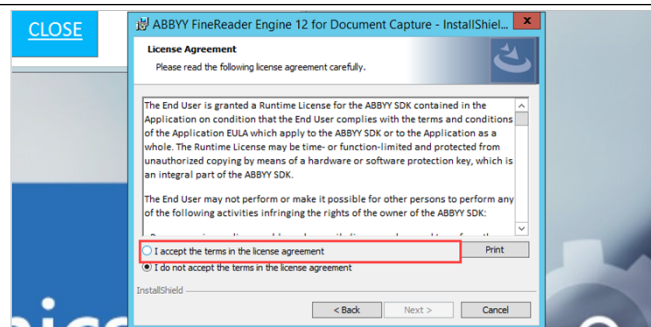 CLOSE
ABBYY FineReader Engine 12 for Document Capture - InstallShiel...
License Agreement
Please read the following license agreement carefully.
The End User is granted a Runtime License for the ABBYY SDK contained in the
Application on condition that the End User complies with the terms and conditions
of the Application EULA which apply to the ABBYY SDK or to the Application as a
whole. The Runtime License may be time- or function-limited and protected from
unauthorized copying by means of a hardware or software protection key, which is
an integral part of the ABBYY SDK.
The End User may not perform or make it possible for other persons to perform any
of the following activities infringing the rights of the owner of the ABBYY SDK:
I accept the terms in the license agreement
Print
I do not accept the terms in the license agreement
InstallShield
< Back
Next >
Cancel